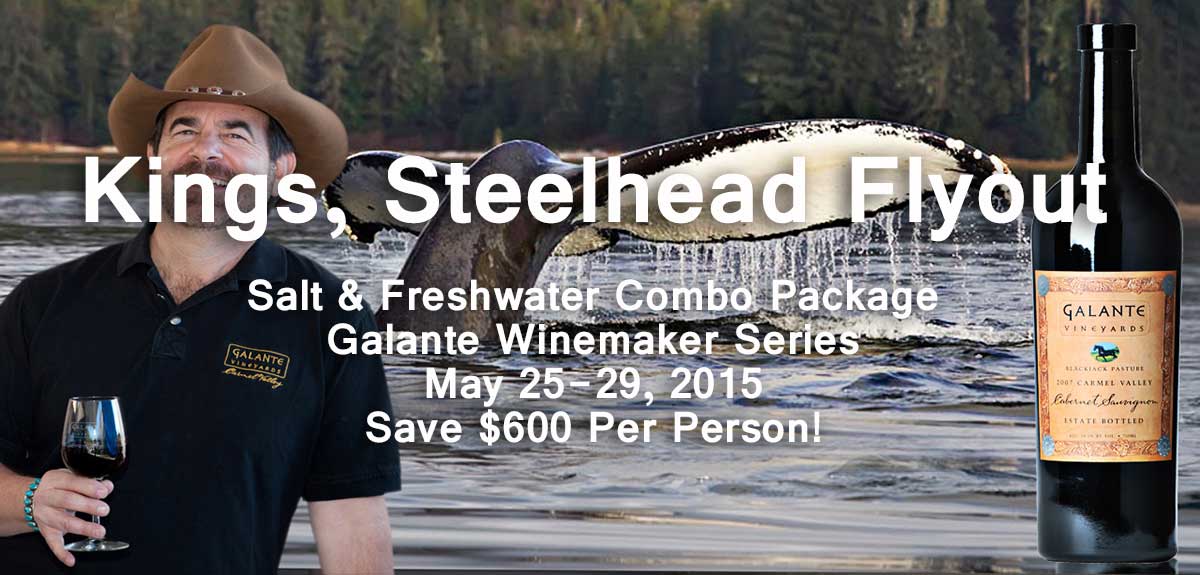 Kings, Steelhead Flyout
Salt & Freshwater Combo Package
Galante Winemaker Series
May 25-29, 2015
Save $600 Per Person!
GALANTE
VINEYARDS
Carmel Valley
GALANTE
VINEYARDS
BLACKJACK PASTURE
2007 CARMEL VALLEY
Cabernet Sauvignon
ESTATE BOTTLED